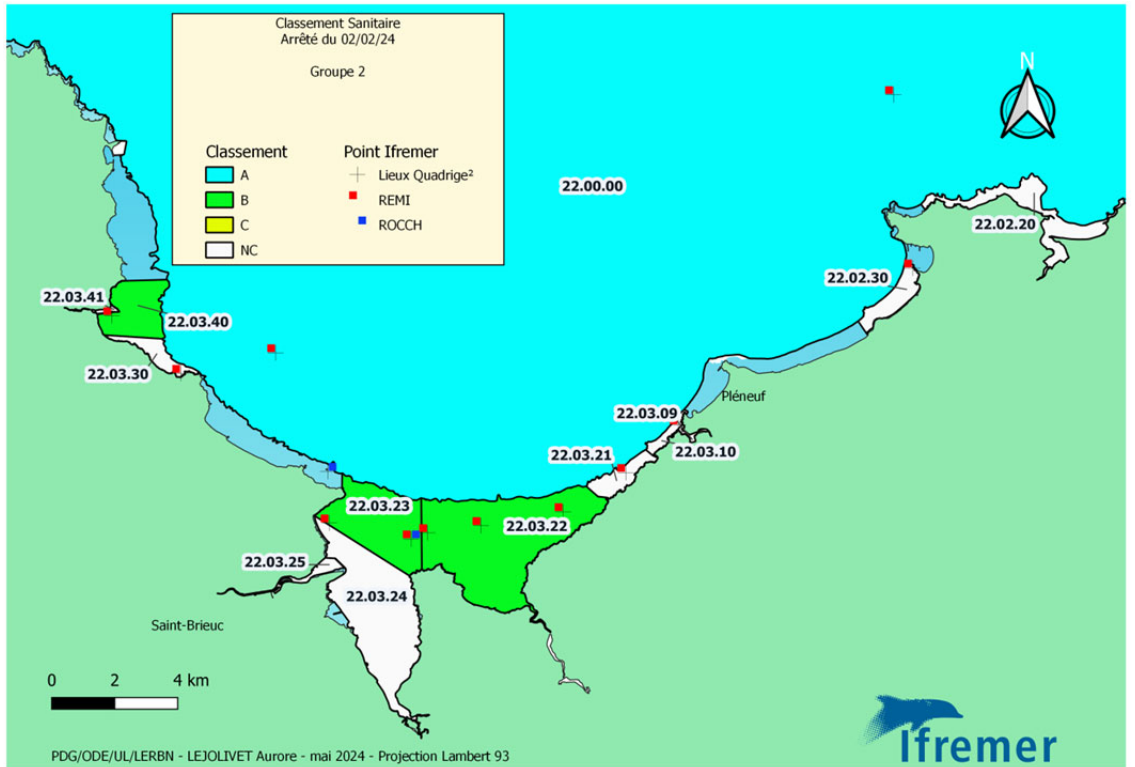 Classement Sanitaire
Arrêté du 02/02/24
Groupe 2
Classement
A
B
C
NC
Point Ifremer
Lieux Quadrige²
REMI
ROCCH
N
22.00.00
22.02.20
22.02.30
22.03.41
22.03.40
22.03.30
Pléneuf
22.03.09
22.03.10
22.03.21
22.03.23
22.03.22
22.03.25
22.03.24
Saint-Brieuc
0 2 4 km
PDG/ODE/UL/LERBN - LEJOLIVET Aurore - mai 2024 - Projection Lambert 93
Ifremer